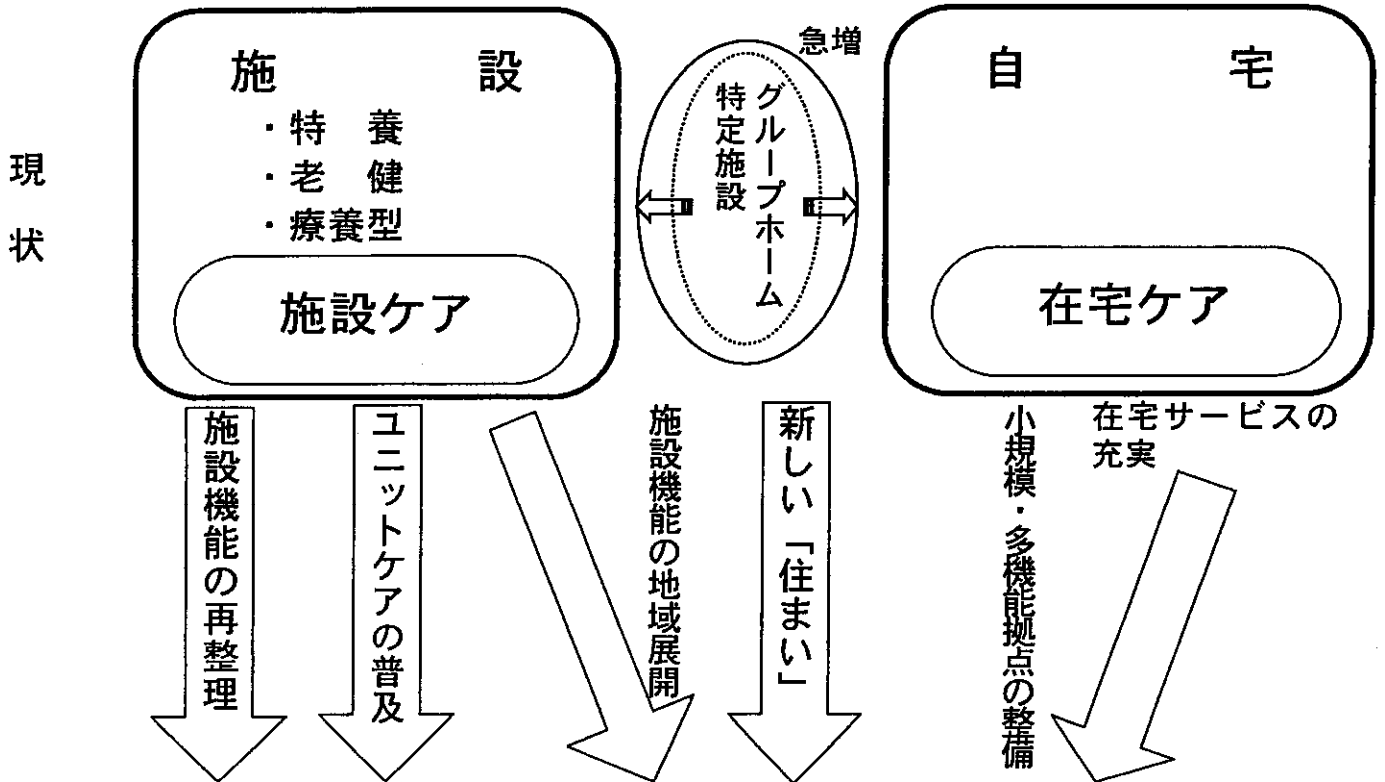 現状
施設
・特養
・老健
・療養型
施設ケア
急増
グループホーム
特定施設
自宅
在宅ケア
施設機能の再整理
ユニットケアの普及
施設機能の地域展開
新しい「住まい」
小規模・多機能拠点の整備
在宅サービスの
充実